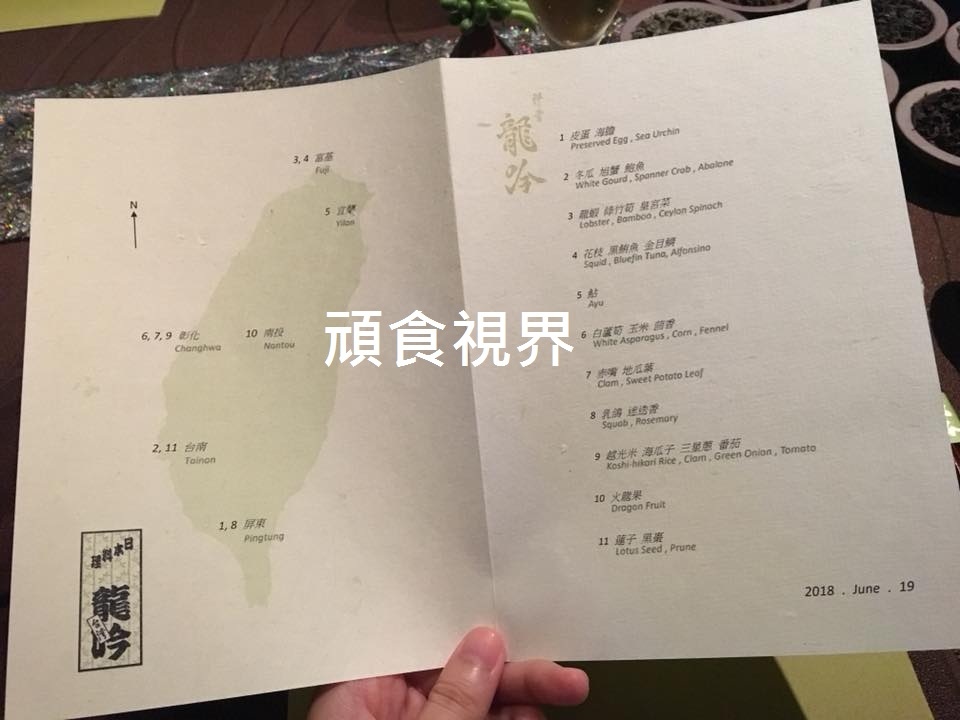 N
3, 4 富基
Fuji
5 宜蘭
Yilan
6, 7, 9 彰化
Changhwa
10 南投
Nantou
2, 11 台南
Tainan
1, 8 屏東
Pingtung
日本料理
龍吟
台灣
頑食視界
祥雲
龍吟
1 皮蛋 海膽
Preserved Egg , Sea Urchin
2 冬瓜 旭蟹 鮑魚
White Gourd , Spanner Crab , Abalone
3 龍蝦 綠竹筍 皇宮菜
Lobster , Bamboo , Ceylon Spinach
4 花枝 黑鮪魚 金目鯛
Squid , Bluefin Tuna, Alfonsino
5 鮎
Ayu
6 白蘆筍 玉米 茴香
White Asparagus , Corn , Fennel
7 赤嘴 地瓜葉
Clam , Sweet Potato Leaf
8 乳鴿 迷迭香
Squab , Rosemary
9 越光米 海瓜子 三星蔥 番茄
Koshi-hikari Rice , Clam , Green Onion , Tomato
10 火龍果
Dragon Fruit
11 蓮子 黑棗
Lotus Seed , Prune
2018 . June . 19